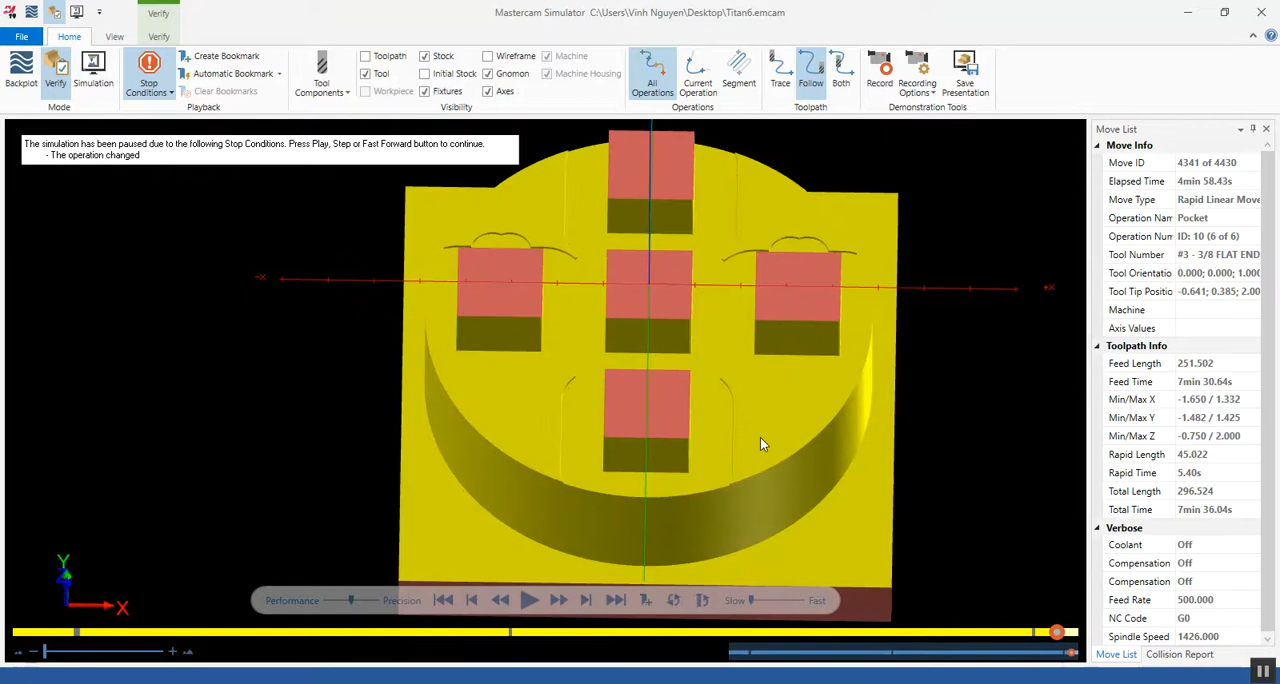 Verify
Mastercam Simulator  C:\Users\Vinh Nguyen\Desktop\Titan6.emcam
File
Home
View
Verify
Backplot
Verify
Simulation
Mode
Stop Conditions
Create Bookmark
Automatic Bookmark
Clear Bookmarks
Playback
Tool Components
Toolpath
Tool
Workpiece
Stock
Initial Stock
Fixtures
Wireframe
Gnomon
Axes
Machine
Machine Housing
Visibility
All Operations
Current Operation
Segment
Operations
Trace
Follow
Both
Toolpath
Record
Recording Options
Save Presentation
Demonstration Tools
The simulation has been paused due to the following Stop Conditions. Press Play, Step or Fast Forward button to continue.
- The operation changed
Move List
Move Info
Move ID 4341 of 4430
Elapsed Time 4min 58.43s
Move Type Rapid Linear Move
Operation Nam Pocket
Operation Num ID: 10 (6 of 6)
Tool Number #3 - 3/8 FLAT END
Tool Orientatio 0.000; 0.000; 1.000
Tool Tip Positio -0.641; 0.385; 2.00
Machine
Axis Values
Toolpath Info
Feed Length 251.502
Feed Time 7min 30.64s
Min/Max X -1.650 / 1.332
Min/Max Y -1.482 / 1.425
Min/Max Z -0.750 / 2.000
Rapid Length 45.022
Rapid Time 5.40s
Total Length 296.524
Total Time 7min 36.04s
Verbose
Coolant Off
Compensation Off
Compensation Off
Feed Rate 500.000
NC Code G0
Spindle Speed 1426.000
Move List
Collision Report
Y
X
Performance
Precision
Slow
Fast